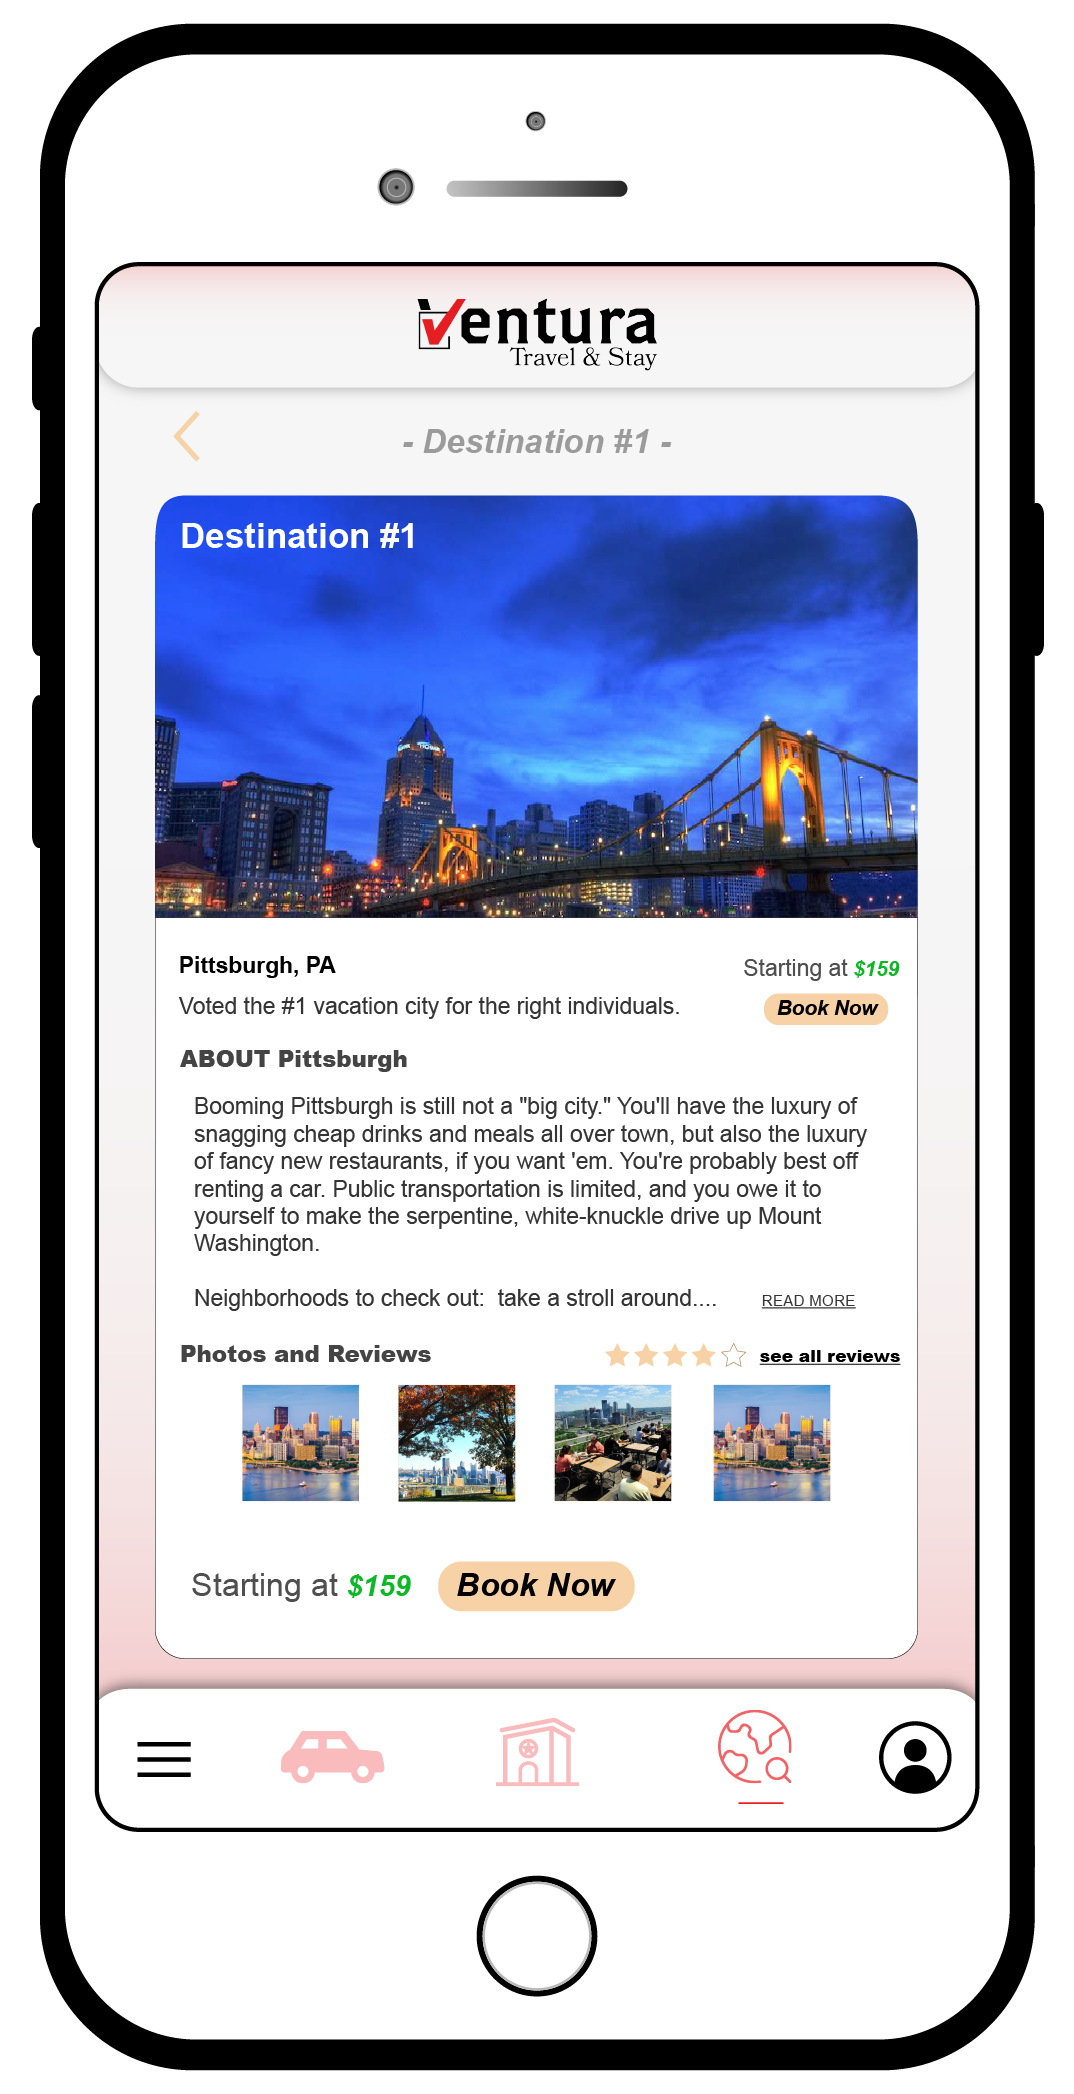 Ventura
Travel & Stay
- Destination #1 -
Destination #1
Pittsburgh, PA
Starting at $159
Voted the #1 vacation city for the right individuals.
Book Now
ABOUT Pittsburgh
Booming Pittsburgh is still not a "big city." You'll have the luxury of
snagging cheap drinks and meals all over town, but also the luxury
of fancy new restaurants, if you want 'em. You're probably best off
renting a car. Public transportation is limited, and you owe it to
yourself to make the serpentine, white-knuckle drive up Mount
Washington.
Neighborhoods to check out:  take a stroll around....
READ MORE
Photos and Reviews
see all reviews
Starting at $159
Book Now